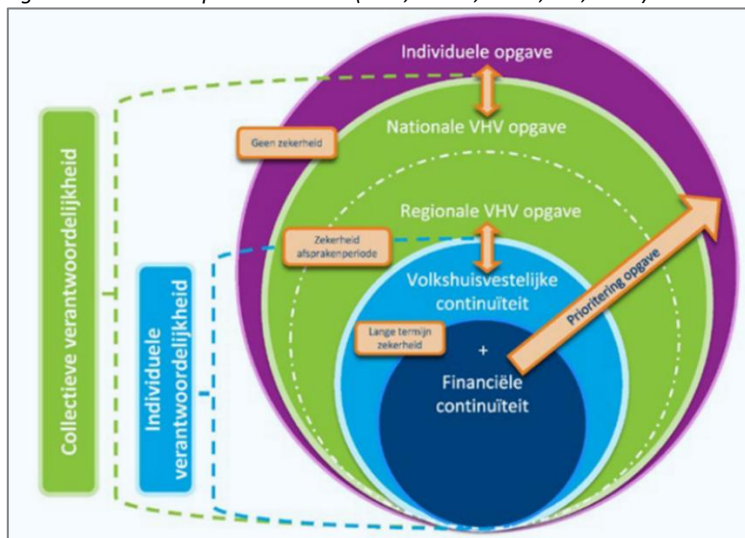 Individuele opgave
Nationale VHV opgave
Geen zekerheid
Regionale VHV opgave
Zekerheid
afsprakenperiode
Volkshuisvestelijke
continuïteit
Lange termijn
zekerheid
+
Financiële
continuïteit
Prioritering opgave
Collectieve verantwoordelijkheid
Individuele
verantwoordelijkheid